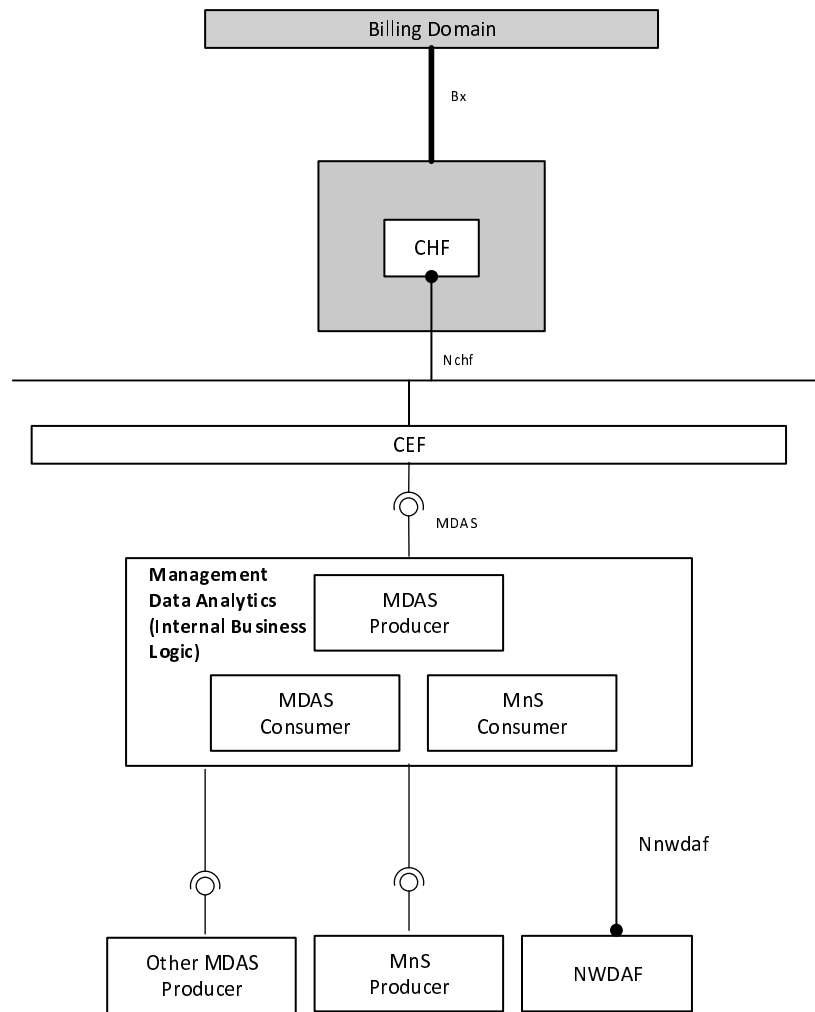 Billing Domain
Bx
CHF
Nchf
CEF
MDAS
Management
Data Analytics
(Internal Business
Logic)
MDAS
Producer
MDAS
Consumer
MnS
Consumer
Nnwdaf
Other MDAS
Producer
MnS
Producer
NWDAF